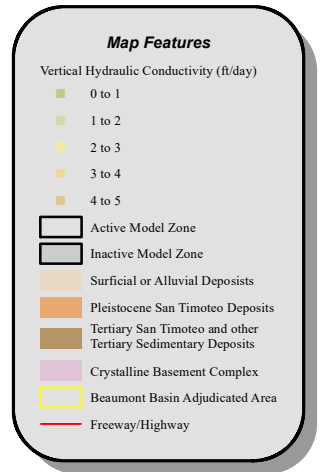 Map Features
Vertical Hydraulic Conductivity (ft/day)
0 to 1
1 to 2
2 to 3
3 to 4
4 to 5
Active Model Zone
Inactive Model Zone
Surficial or Alluvial Deposists
Pleistocene San Timoteo Deposits
Tertiary San Timoteo and other
Tertiary Sedimentary Deposits
Crystalline Basement Complex
Beaumont Basin Adjudicated Area
Freeway/Highway